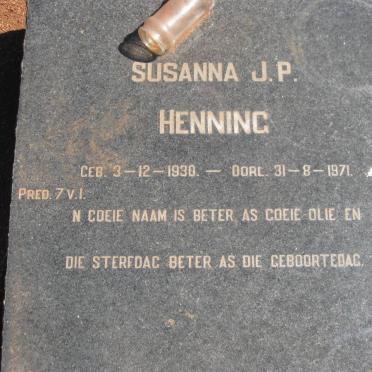 SUSANNA J.P.
HENNING
GEB. 3-12-1930. — OORL. 31-8-1971.
PRED. 7 V. 1.
N GOEIE NAAM IS BETER AS GOEIE OLIE EN
DIE STERFDAG BETER AS DIE GEBOORTEDAG.